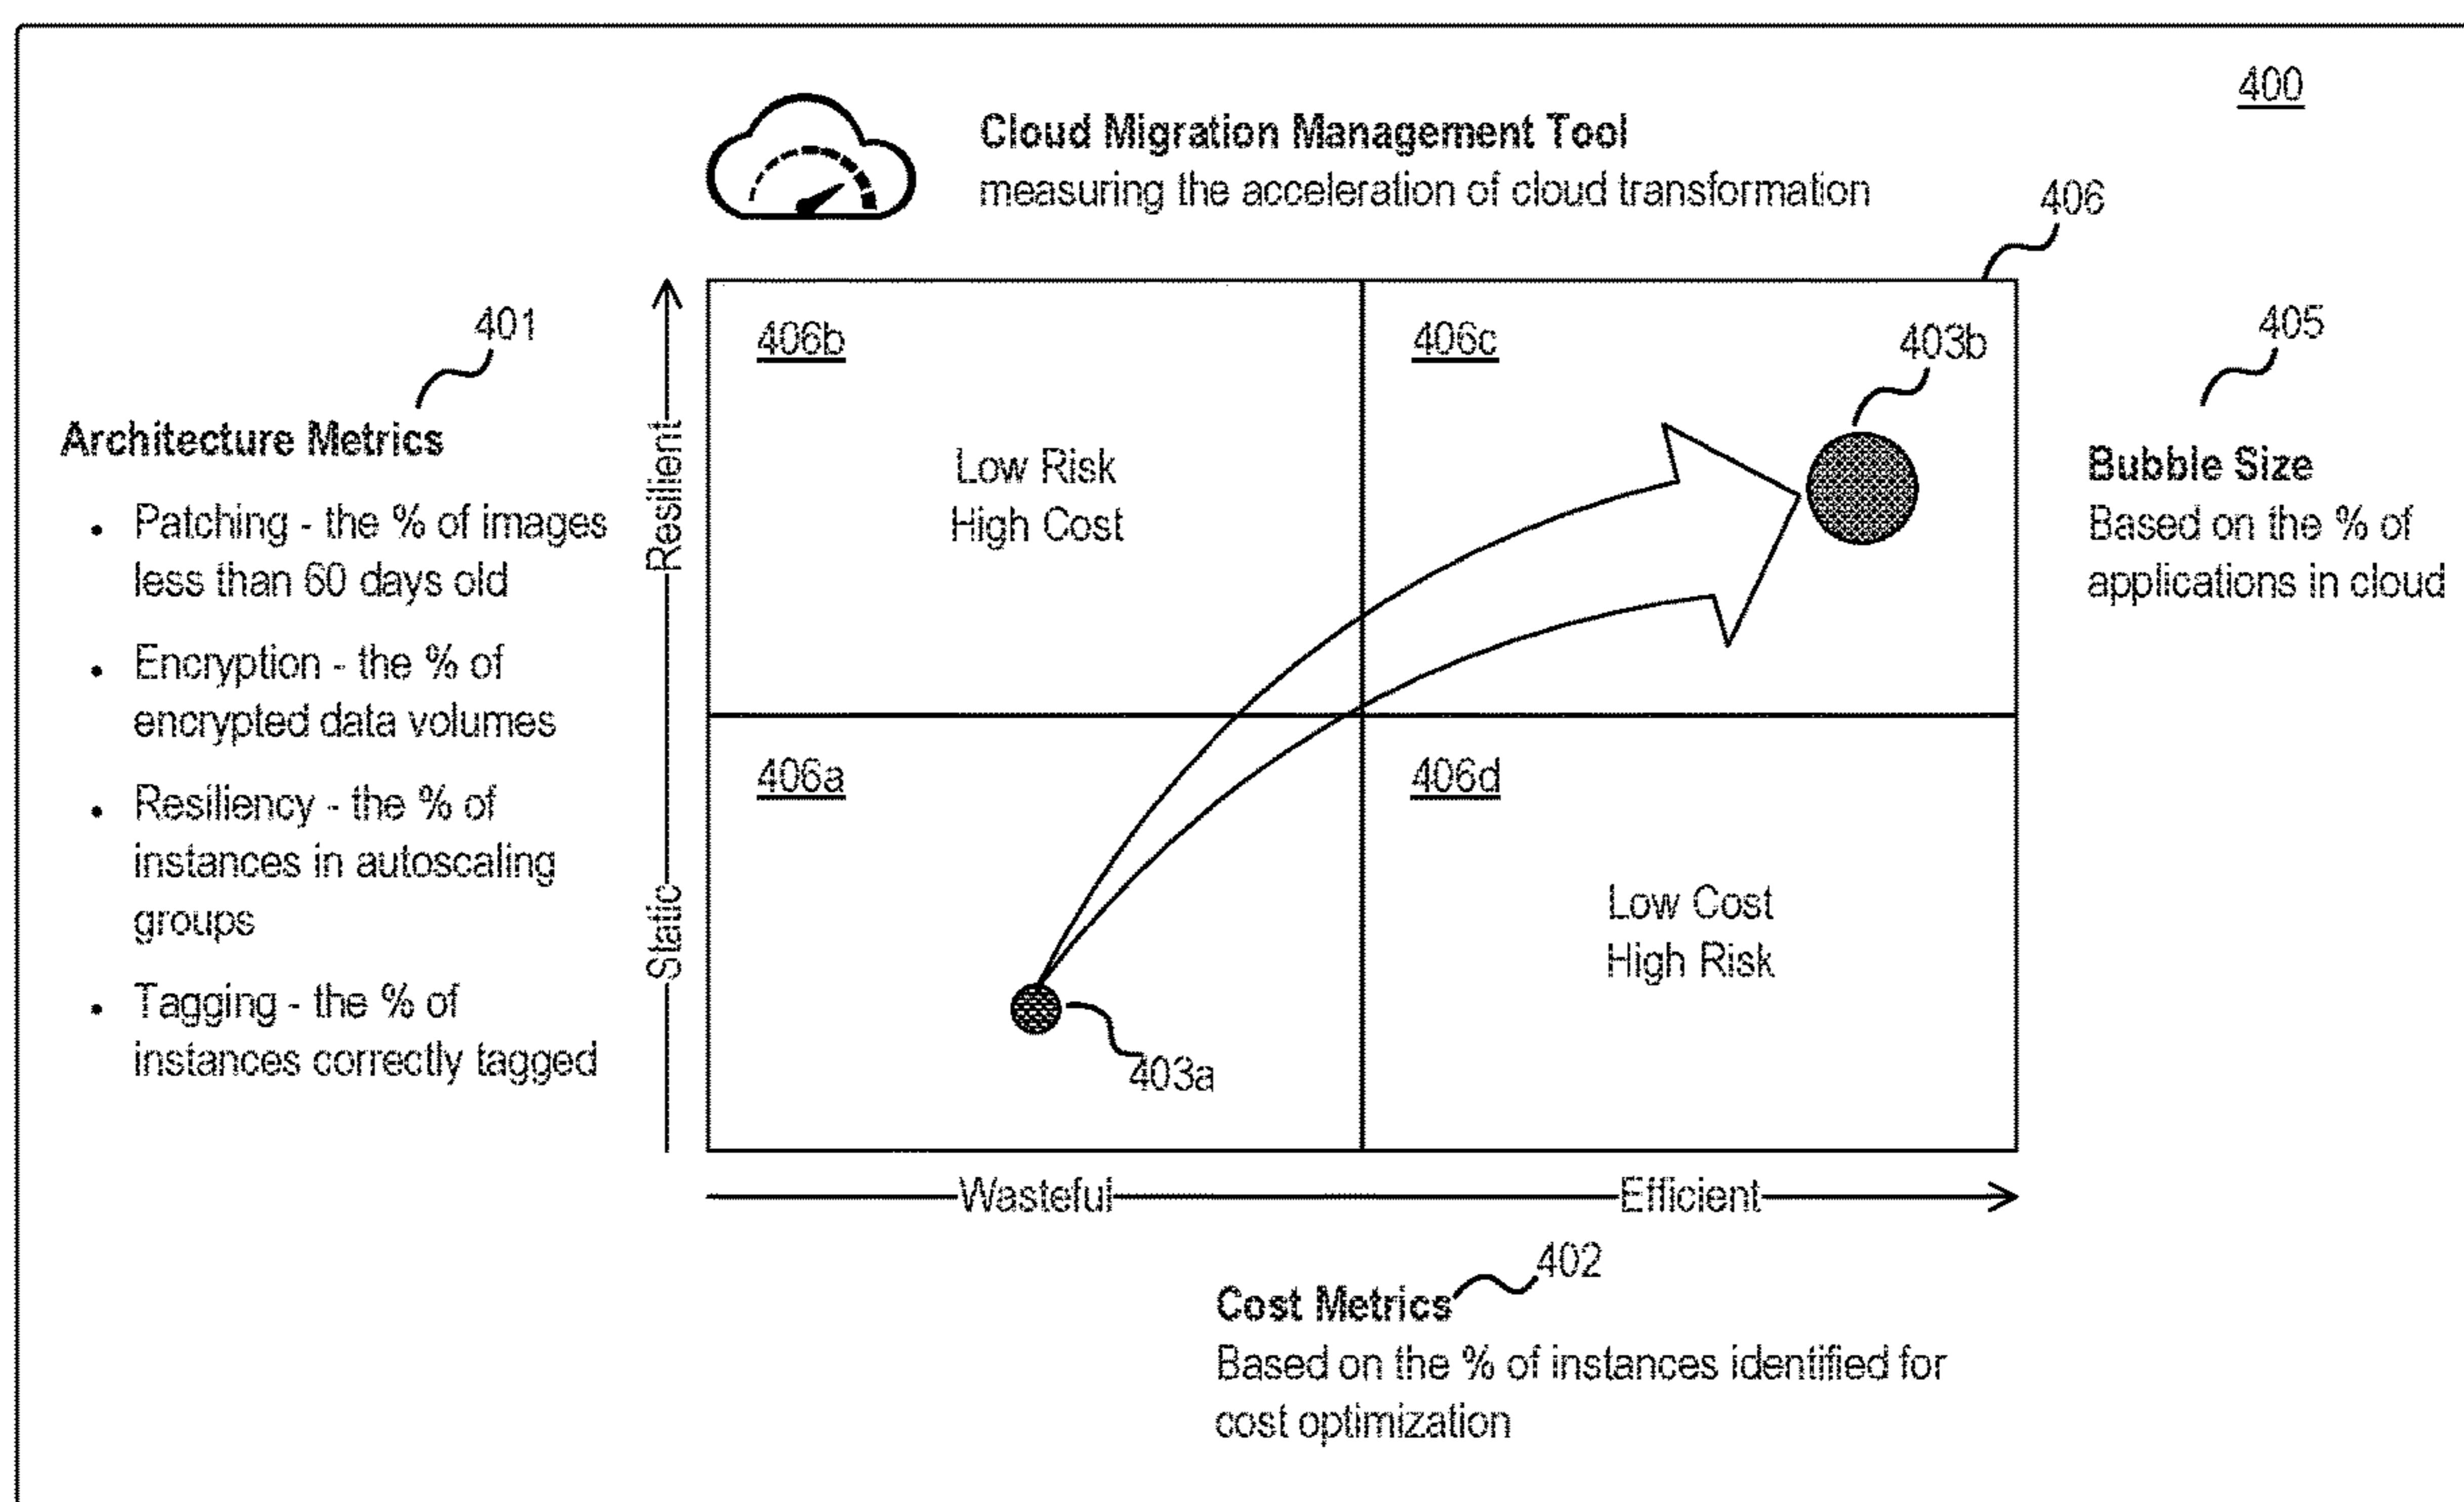 400
Cloud Migration Management Tool
measuring the acceleration of cloud transformation
406
401
Architecture Metrics
• Patching - the % of images
less than 60 days old
• Encryption - the % of
encrypted data volumes
• Resiliency - the % of
instances in autoscaling
groups
• Tagging - the % of
instances correctly tagged
Resilient
Static
406b
Low Risk
High Cost
406c
403b
406a
403a
406d
Low Cost
High Risk
405
Bubble Size
Based on the % of
applications in cloud
Wasteful
Efficient
402
Cost Metrics
Based on the % of instances identified for
cost optimization